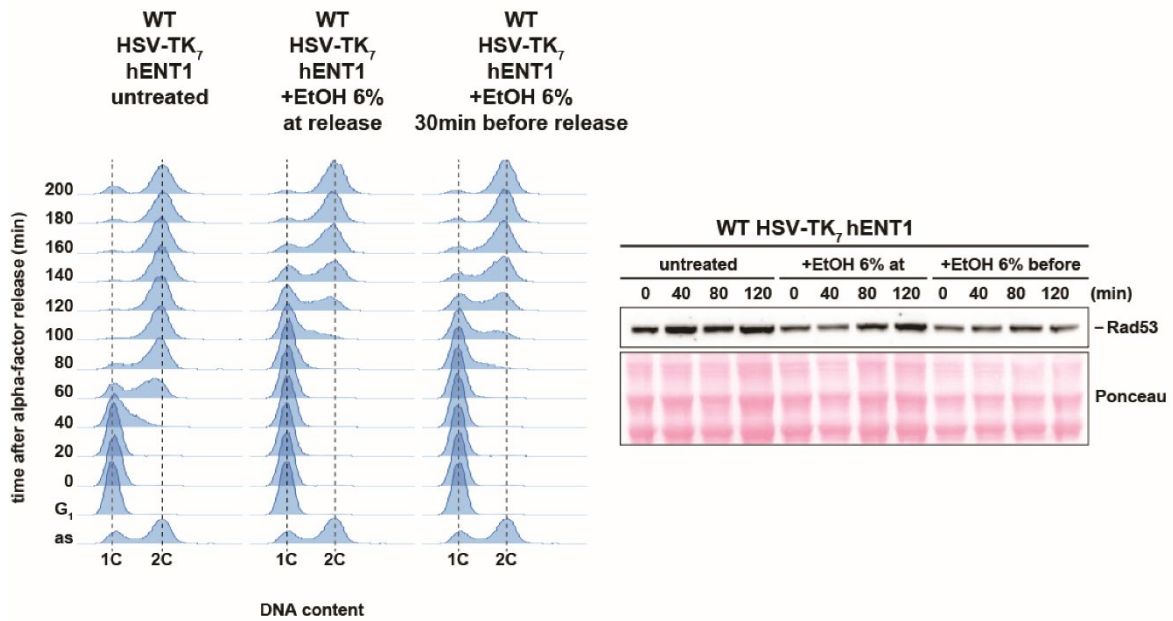 WT
HSV-TK7
hENT1
untreated
WT
HSV-TK7
hENT1
+EtOH 6%
at release
WT
HSV-TK7
hENT1
+EtOH 6%
30min before release
time after alpha-factor release (min)
200
180
160
140
120
100
80
60
40
20
0
G1
as
1C 2C 1C 2C 1C 2C
DNA content
WT HSV-TK7 hENT1
untreated +EtOH 6% at +EtOH 6% before
0 40 80 120 0 40 80 120 0 40 80 120 (min)
– Rad53
Ponceau